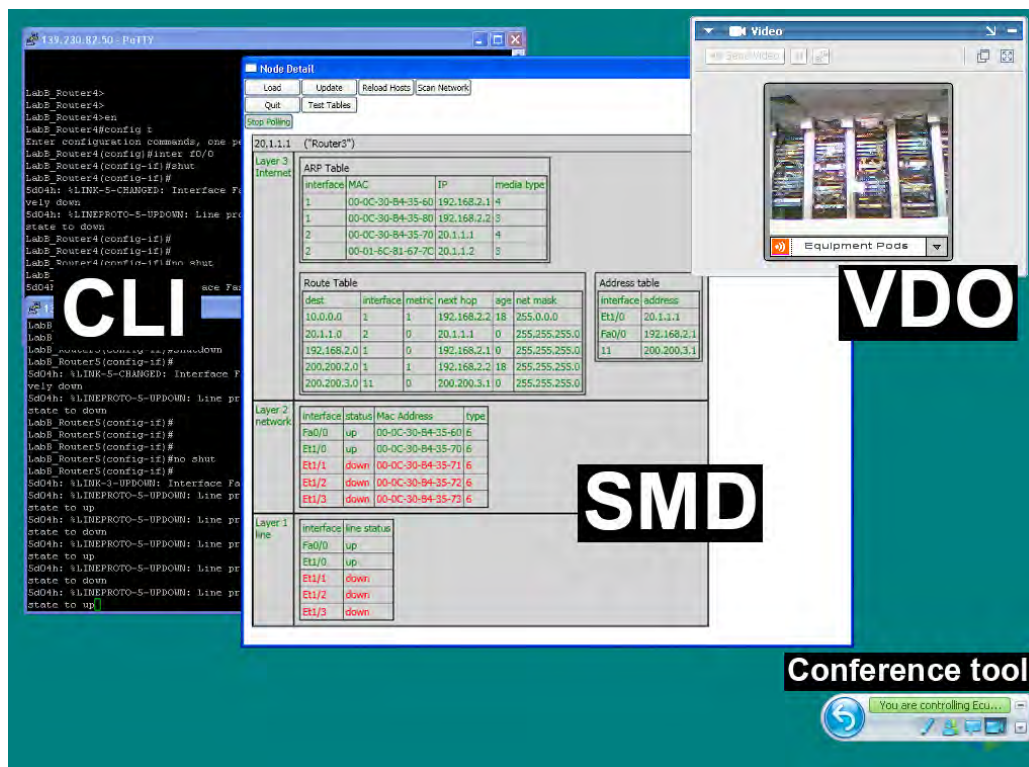 139.230.82.50 - PuTTY
LabB_Router4>
LabB_Router4>
LabB_Router4>en
LabB_Router4#config t
Enter configuration commands, one pe
LabB_Router4(config)#inter f0/0
LabB_Router4(config-if)#shut
LabB_Router4(config-if)#
5d04h: %LINK-5-CHANGED: Interface Fa
vely down
5d04h: %LINEPROTO-5-UPDOWN: Line pro
state to down
LabB_Router4(config-if)#
LabB_Router4(config-if)#
LabB_Router4(config-if)#no shut
LabB_
5d04 ace Fas
CLI
LabB
LabB
LabB_Router5(config-if)#shutdown
LabB_Router5(config-if)#
5d04h: %LINK-5-CHANGED: Interface F
vely down
5d04h: %LINEPROTO-5-UPDOWN: Line pr
state to down
LabB_Router5(config-if)#
LabB_Router5(config-if)#
LabB_Router5(config-if)#
LabB_Router5(config-if)#no shut
LabB_Router5(config-if)#
5d04h: %LINK-3-UPDOWN: Interface Fa
5d04h: %LINEPROTO-5-UPDOWN: Line pr
state to up
5d04h: %LINEPROTO-5-UPDOWN: Line pr
state to down
5d04h: %LINEPROTO-5-UPDOWN: Line pr
state to up
5d04h: %LINEPROTO-5-UPDOWN: Line pr
state to down
5d04h: %LINEPROTO-5-UPDOWN: Line pr
state to up
Node Detail
Load Update Reload Hosts Scan Network
Quit Test Tables
Stop Polling
20.1.1.1 ("Router3")
Layer 3
Internet
ARP Table
interface MAC IP media type
1 00-0C-30-84-35-60 192.168.2.1 4
1 00-0C-30-B4-35-80 192.168.2.2 3
2 00-0C-30-84-35-70 20.1.1.1 4
2 00-01-6C-81-67-7C 20.1.1.2 3
Route Table
dest interface metric next hop age net mask
10.0.0.0 1 1 192.168.2.2 18 255.0.0.0
20.1.1.0 2 0 20.1.1.1 0 255.255.255.0
192.168.2.0 1 0 192.168.2.1 0 255.255.255.0
200.200.2.0 1 1 192.168.2.2 18 255.255.255.0
200.200.3.0 11 0 200.200.3.1 0 255.255.255.0
Address table
interface address
Et1/0 20.1.1.1
Fa0/0 192.168.2.1
11 200.200.3.1
Layer 2
network
interface status Mac Address type
Fa0/0 up 00-0C-30-84-35-60 6
Et1/0 up 00-0C-30-84-35-70 6
Et1/1 down 00-0C-30-84-35-71 6
Et1/2 down 00-0C-30-84-35-72 6
Et1/3 down 00-0C-30-84-35-73 6
SMD
Layer 1
line
interface line status
Fa0/0 up
Et1/0 up
Et1/1 down
Et1/2 down
Et1/3 down
Video
Send Video
Equipment Pods
VDO
Conference tool
You are controlling Ecu...